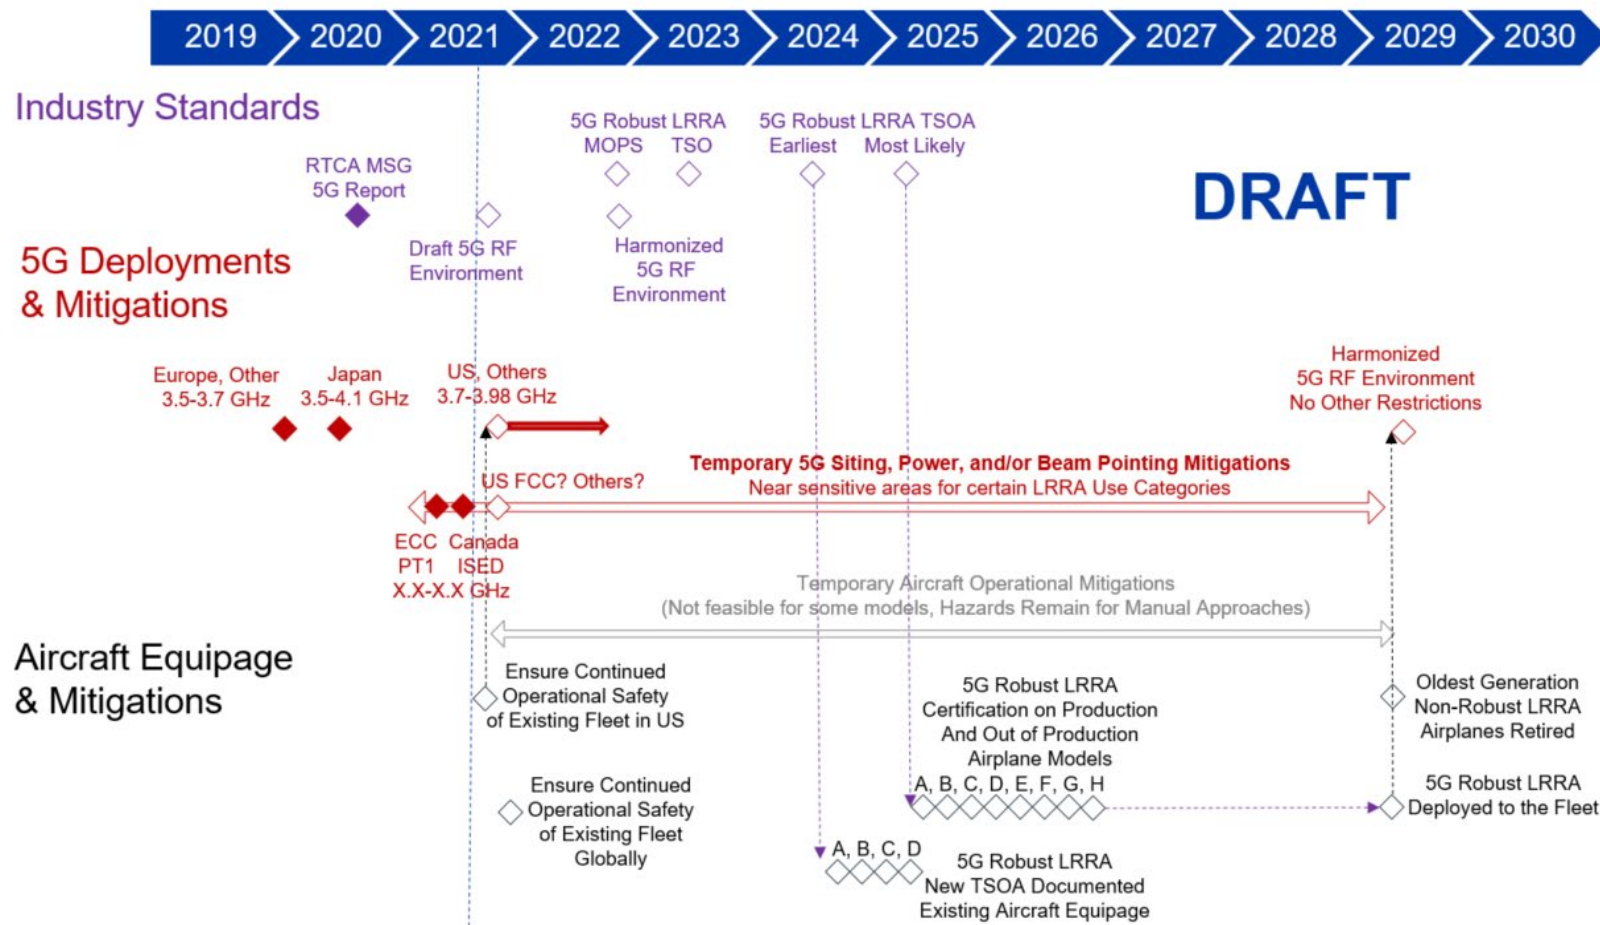 2019 2020 2021 2022 2023 2024 2025 2026 2027 2028 2029 2030
Industry Standards
RTCA MSG
5G Report
Draft 5G RF
Environment
5G Robust LRRA
MOPS TSO
Harmonized
5G RF
Environment
5G Robust LRRA TSOA
Earliest Most Likely
DRAFT
5G Deployments
& Mitigations
Europe, Other
3.5-3.7 GHz
Japan
3.5-4.1 GHz
US, Others
3.7-3.98 GHz
Harmonized
5G RF Environment
No Other Restrictions
US FCC? Others?
Temporary 5G Siting, Power, and/or Beam Pointing Mitigations
Near sensitive areas for certain LRRA Use Categories
ECC Canada
PT1 ISED
X.X-X.X GHz
Temporary Aircraft Operational Mitigations
(Not feasible for some models, Hazards Remain for Manual Approaches)
Aircraft Equipage
& Mitigations
Ensure Continued
Operational Safety
of Existing Fleet in US
Ensure Continued
Operational Safety
of Existing Fleet
Globally
5G Robust LRRA
Certification on Production
And Out of Production
Airplane Models
A, B, C, D, E, F, G, H
Oldest Generation
Non-Robust LRRA
Airplanes Retired
5G Robust LRRA
Deployed to the Fleet
A, B, C, D
5G Robust LRRA
New TSOA Documented
Existing Aircraft Equipage